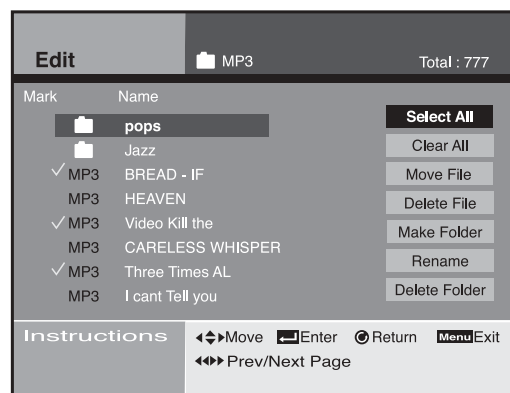 Edit MP3 Total : 777
Mark Name
pops
Jazz
MP3 BREAD - IF
MP3 HEAVEN
MP3 Video Kill the
MP3 CARELESS WHISPER
MP3 Three Times AL
MP3 I cant Tell you
Select All
Clear All
Move File
Delete File
Make Folder
Rename
Delete Folder
Instructions
Move Enter Return Menu Exit
Prev/Next Page